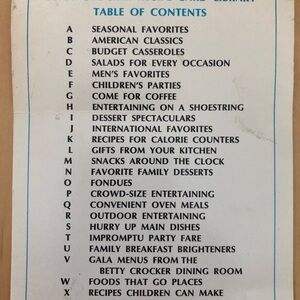 CARD LIBRARY
TABLE OF CONTENTS
A SEASONAL FAVORITES
B AMERICAN CLASSICS
C BUDGET CASSEROLES
D SALADS FOR EVERY OCCASION
E MEN'S FAVORITES
F CHILDREN'S PARTIES
G COME FOR COFFEE
H ENTERTAINING ON A SHOESTRING
I DESSERT SPECTACULARS
J INTERNATIONAL FAVORITES
K RECIPES FOR CALORIE COUNTERS
L GIFTS FROM YOUR KITCHEN
M SNACKS AROUND THE CLOCK
N FAVORITE FAMILY DESSERTS
O FONDUES
P CROWD-SIZE ENTERTAINING
Q CONVENIENT OVEN MEALS
R OUTDOOR ENTERTAINING
S HURRY UP MAIN DISHES
T IMPROMPTU PARTY FARE
U FAMILY BREAKFAST BRIGHTENERS
V GALA MENUS FROM THE
BETTY CROCKER DINING ROOM
W FOODS THAT GO PLACES
X RECIPES CHILDREN CAN MAKE